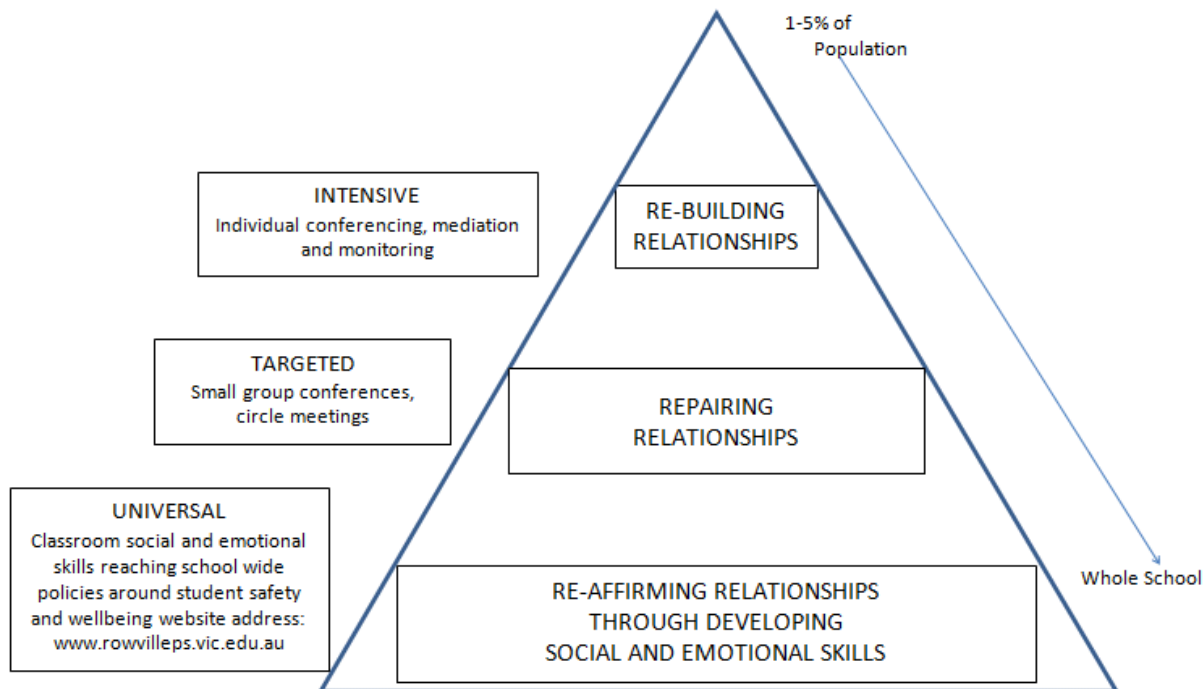 1-5% of
Population
INTENSIVE
Individual conferencing, mediation
and monitoring
RE-BUILDING
RELATIONSHIPS
TARGETED
Small group conferences,
circle meetings
REPAIRING
RELATIONSHIPS
UNIVERSAL
Classroom social and emotional
skills reaching school wide
policies around student safety
and wellbeing website address:
www.rowvilleps.vic.edu.au
RE-AFFIRMING RELATIONSHIPS
THROUGH DEVELOPING
SOCIAL AND EMOTIONAL SKILLS
Whole School